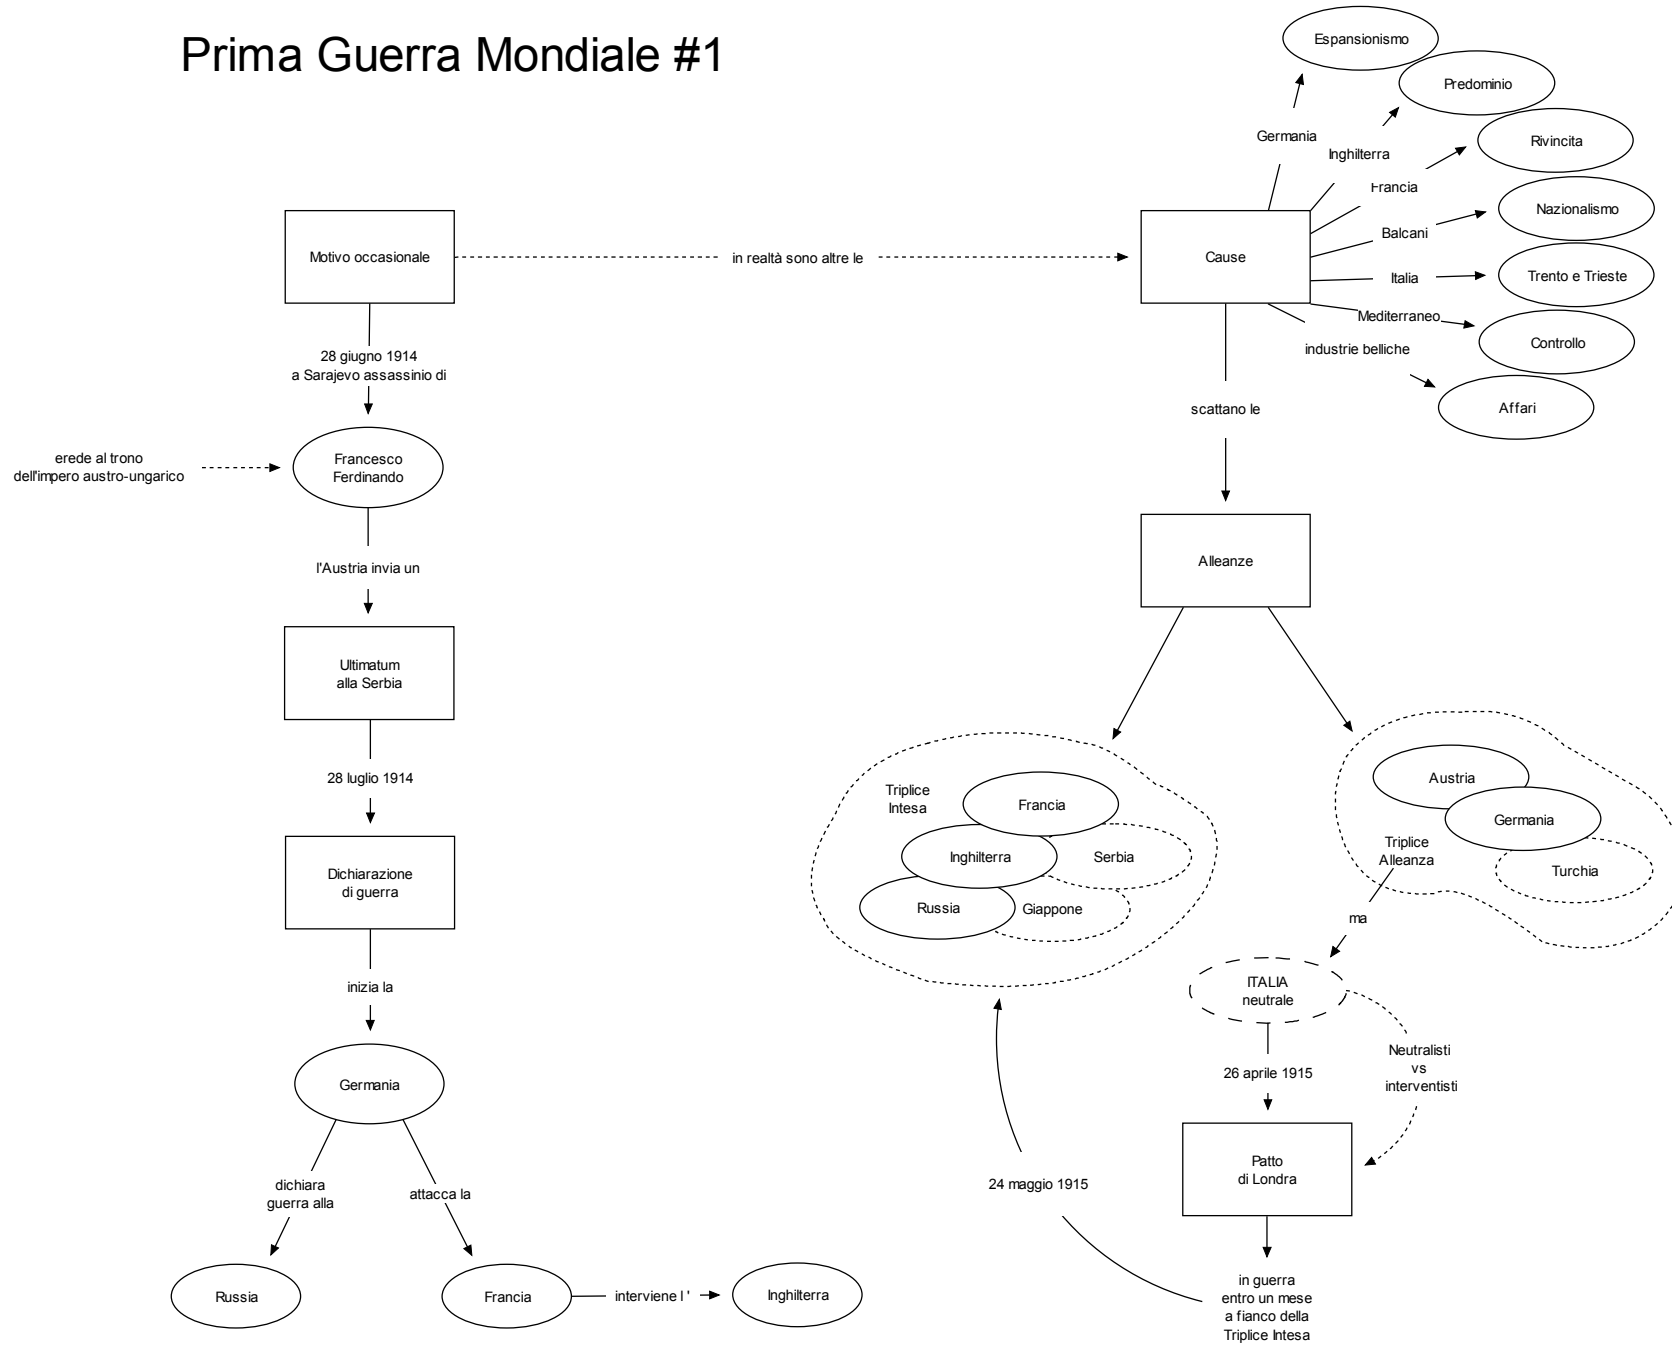 Prima Guerra Mondiale #1
Espansionismo
Predominio
Rivincita
Nazionalismo
Trento e Trieste
Controllo
Affari
Germania
Inghilterra
Francia
Balcani
Italia
Mediterraneo
industrie belliche
Motivo occasionale
in realtà sono altre le
Cause
28 giugno 1914
a Sarajevo assassinio di
erede al trono
dell'impero austro-ungarico
Francesco
Ferdinando
l'Austria invia un
Ultimatum
alla Serbia
28 luglio 1914
Dichiarazione
di guerra
inizia la
Germania
dichiara
guerra alla
attacca la
Russia
Francia
interviene l '
Inghilterra
scattano le
Alleanze
Triplice
Intesa
Francia
Inghilterra
Serbia
Russia
Giappone
Austria
Germania
Triplice
Alleanza
Turchia
ma
ITALIA
neutrale
Neutralisti
vs
interventisti
26 aprile 1915
Patto
di Londra
24 maggio 1915
in guerra
entro un mese
a fianco della
Triplice Intesa